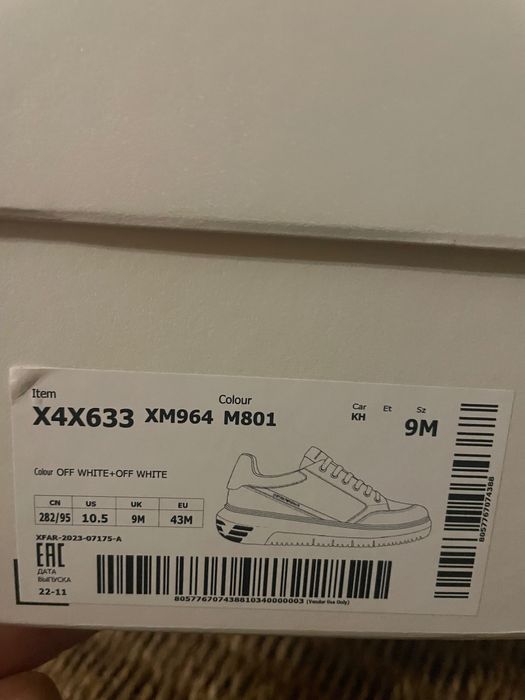 Item
X4X633 XM964
Colour
M801
Car Et Sz
KH 9M
Colour OFF WHITE+OFF WHITE
CN US UK EU
282/95 10.5 9M 43M
XFAR-2023-07175-A
EAC
ДАТА
ВЫПУСКА
22-11
805776707438810340000003 (Vendor Use Only)
8057767074388